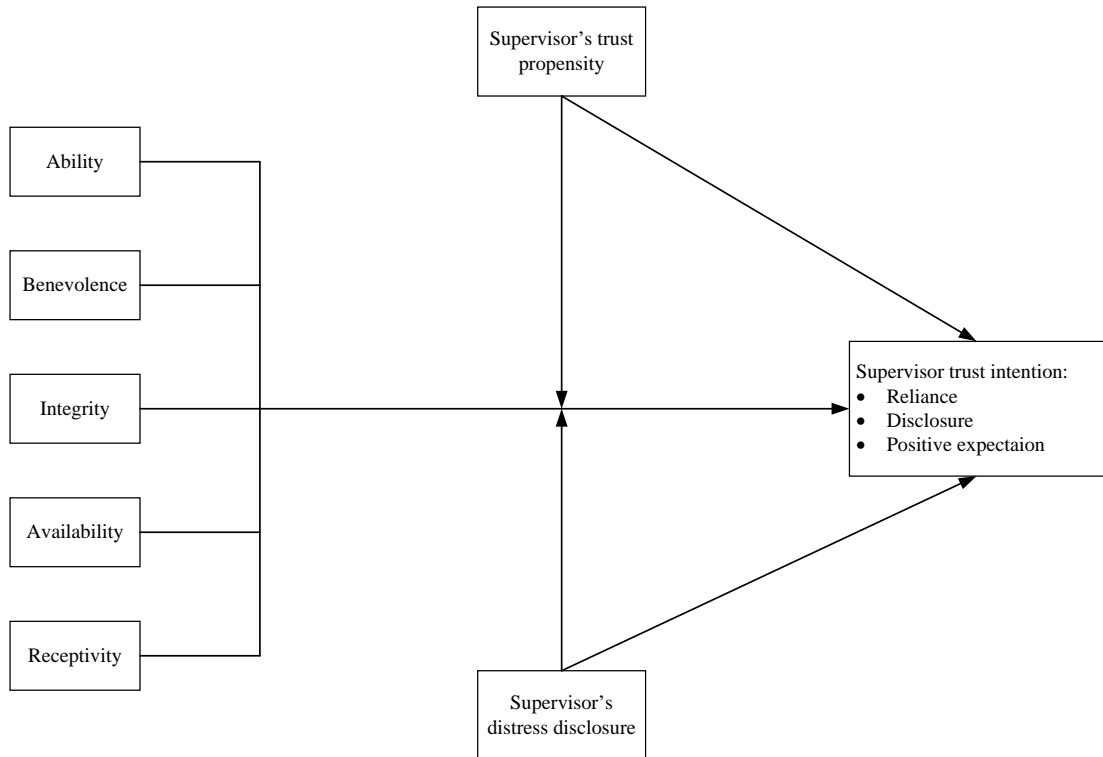 Supervisor’s trust
propensity
Ability
Benevolence
Integrity
Availability
Receptivity
Supervisor trust intention:
• Reliance
• Disclosure
• Positive expectaion
Supervisor’s
distress disclosure